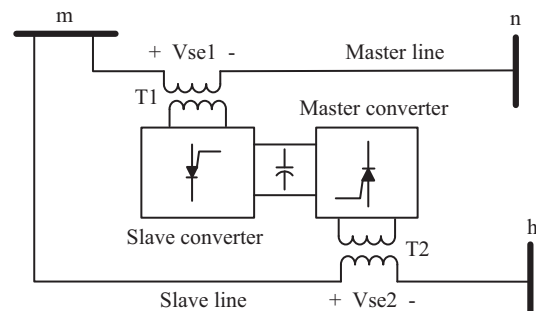 m
n
+ Vse1 -
Master line
T1
Master converter
Slave converter
T2
h
Slave line
+ Vse2 -